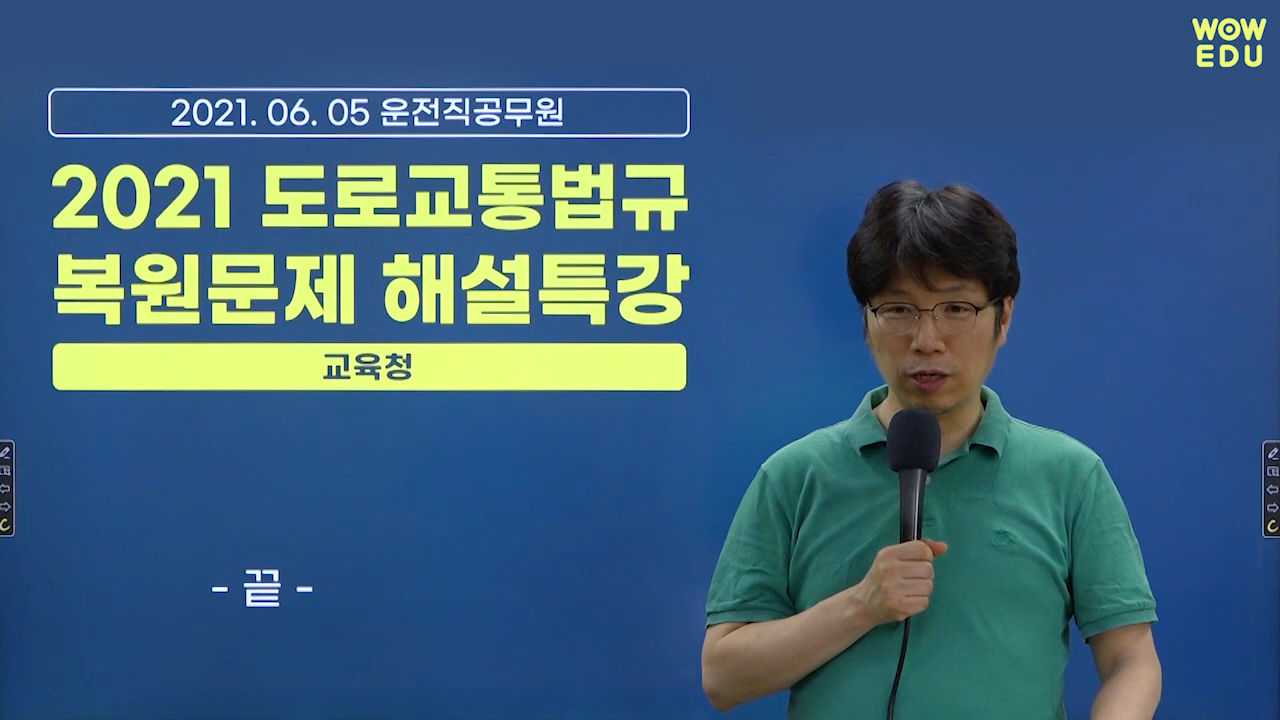 WOW
EDU
2021. 06. 05 운전직공무원
2021 도로교통법규
복원문제 해설특강
교육청
- 끝 -